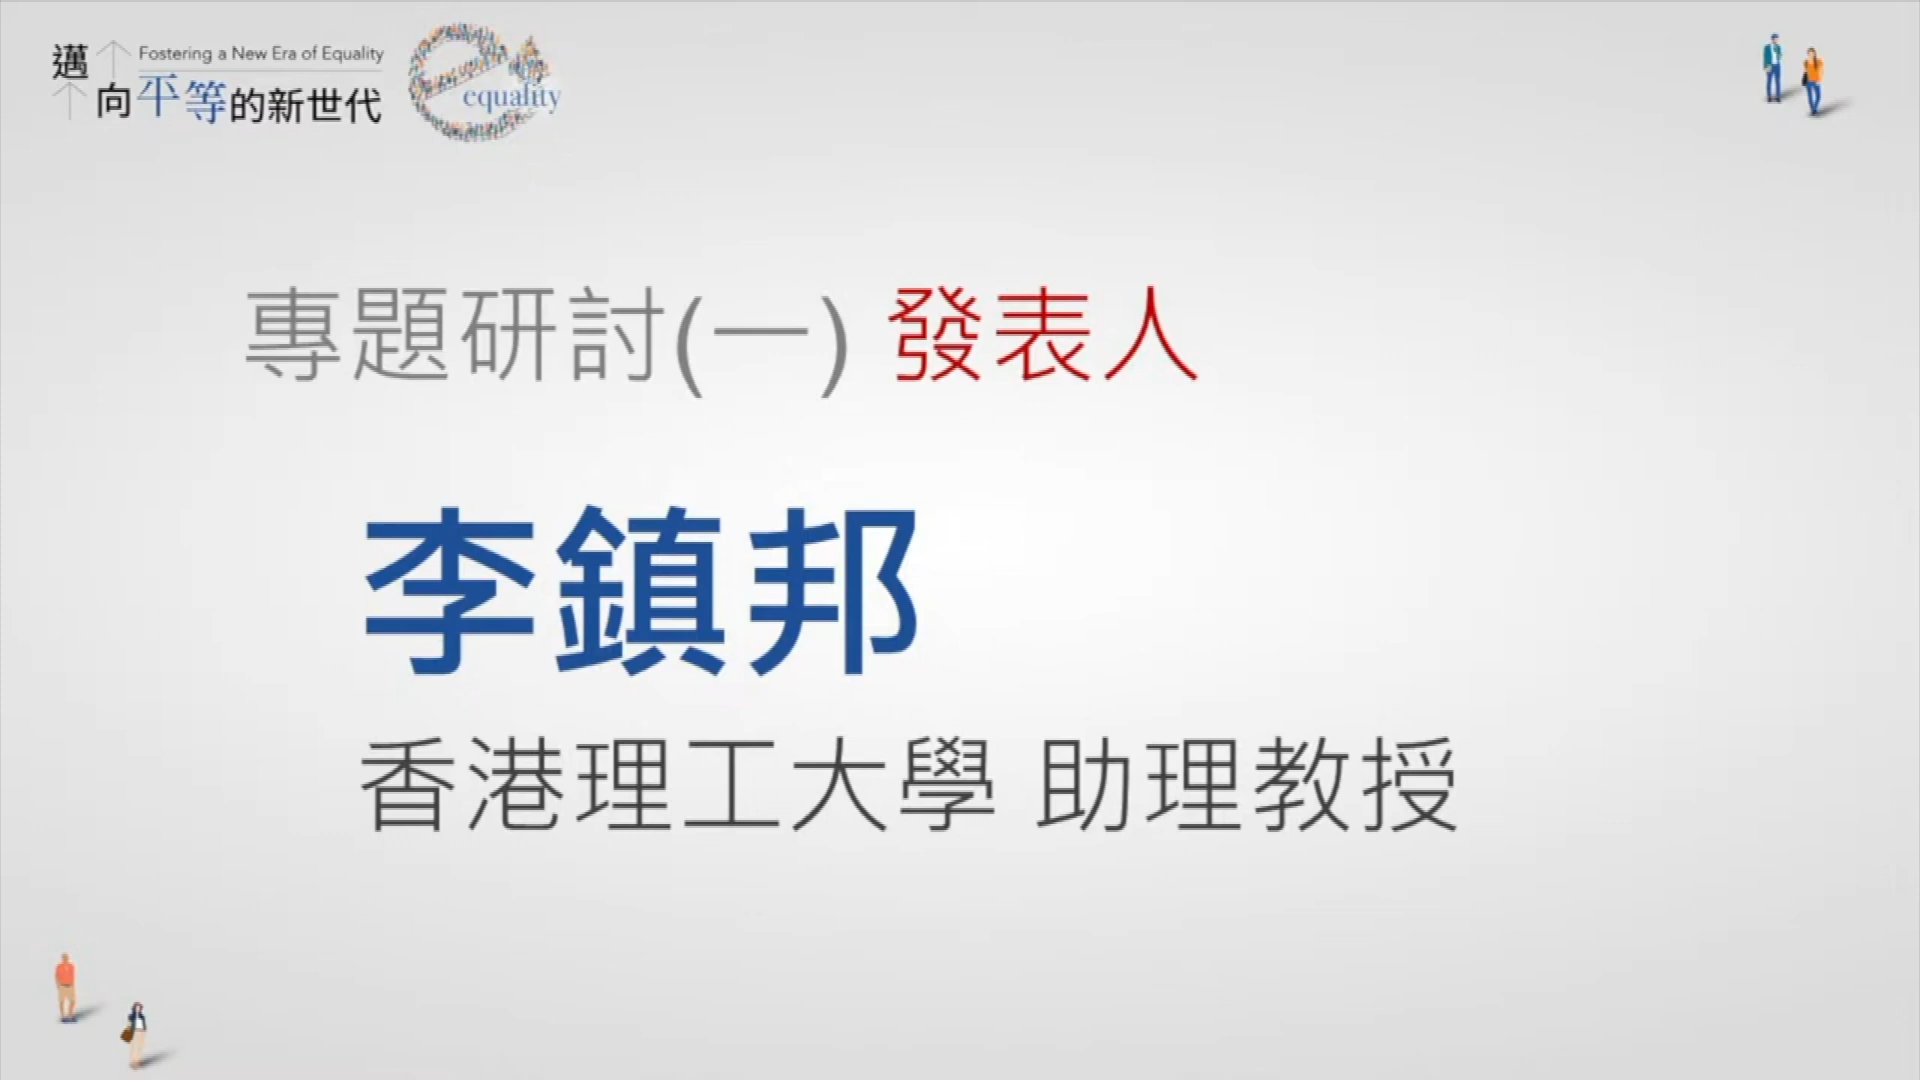 Fostering a New Era of Equality
邁向平等的新世代
equality
專題研討(一) 發表人
李鎮邦
香港理工大學 助理教授